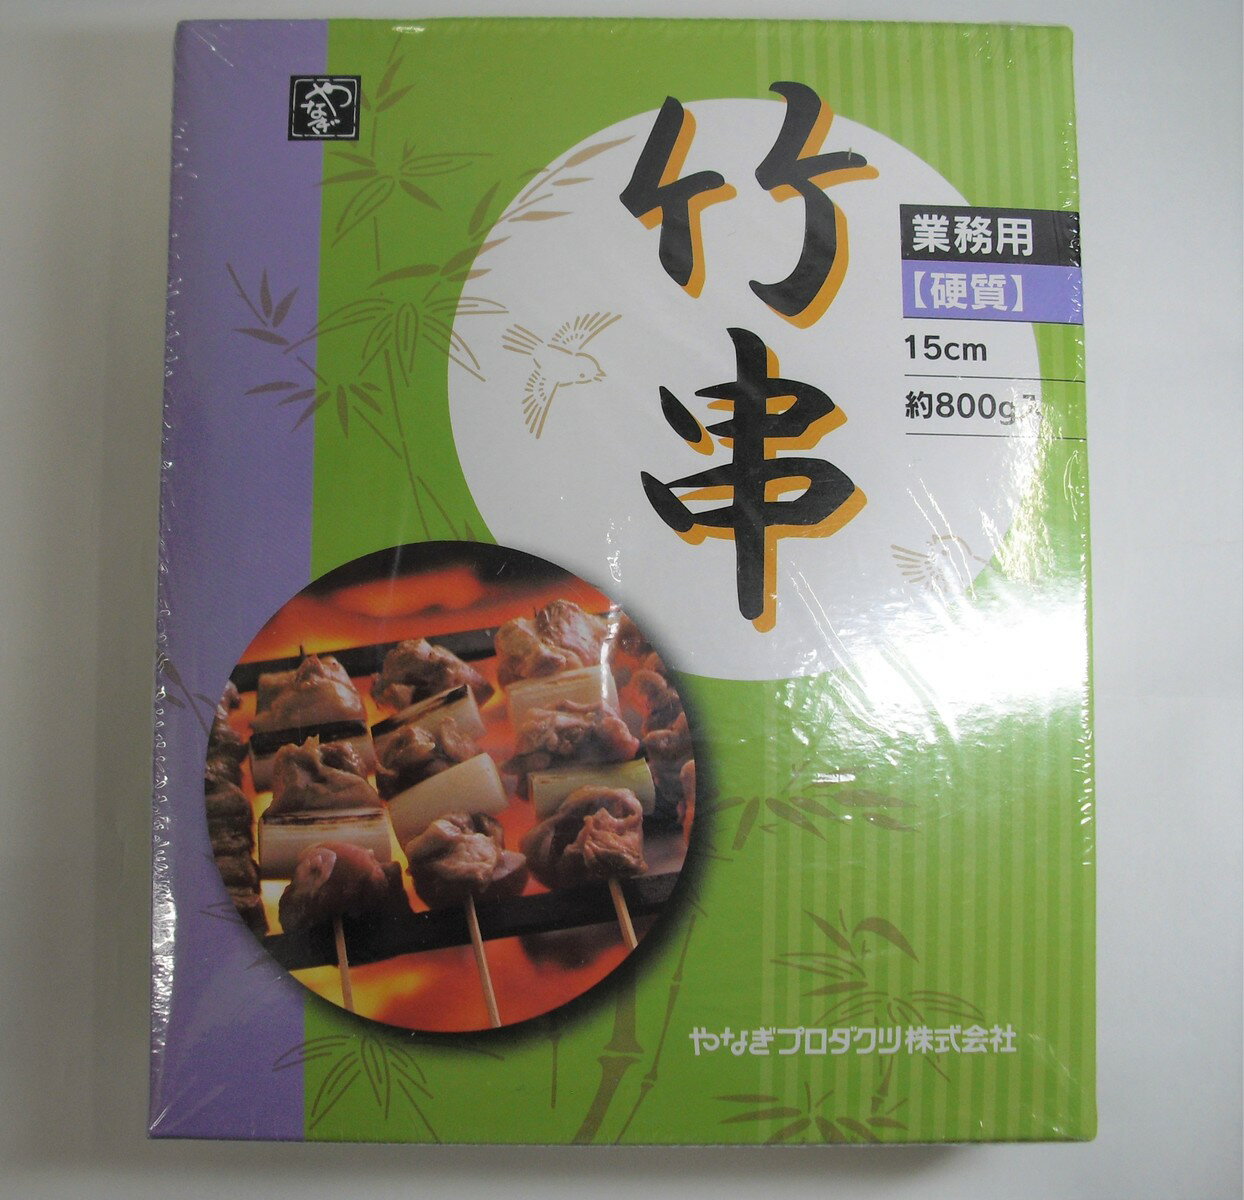 やなぎ
竹串
業務用
【硬質】
15cm
約800g入
やなぎプロダクツ株式会社